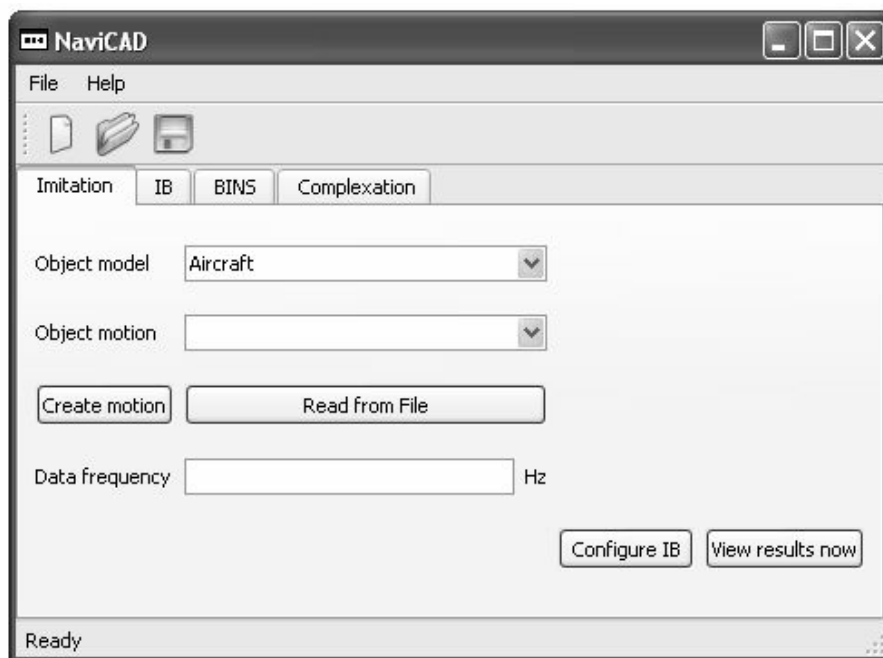 NaviCAD
File Help
Imitation IB BINS Complexation
Object model Aircraft
Object motion
Create motion Read from File
Data frequency Hz
Configure IB View results now
Ready